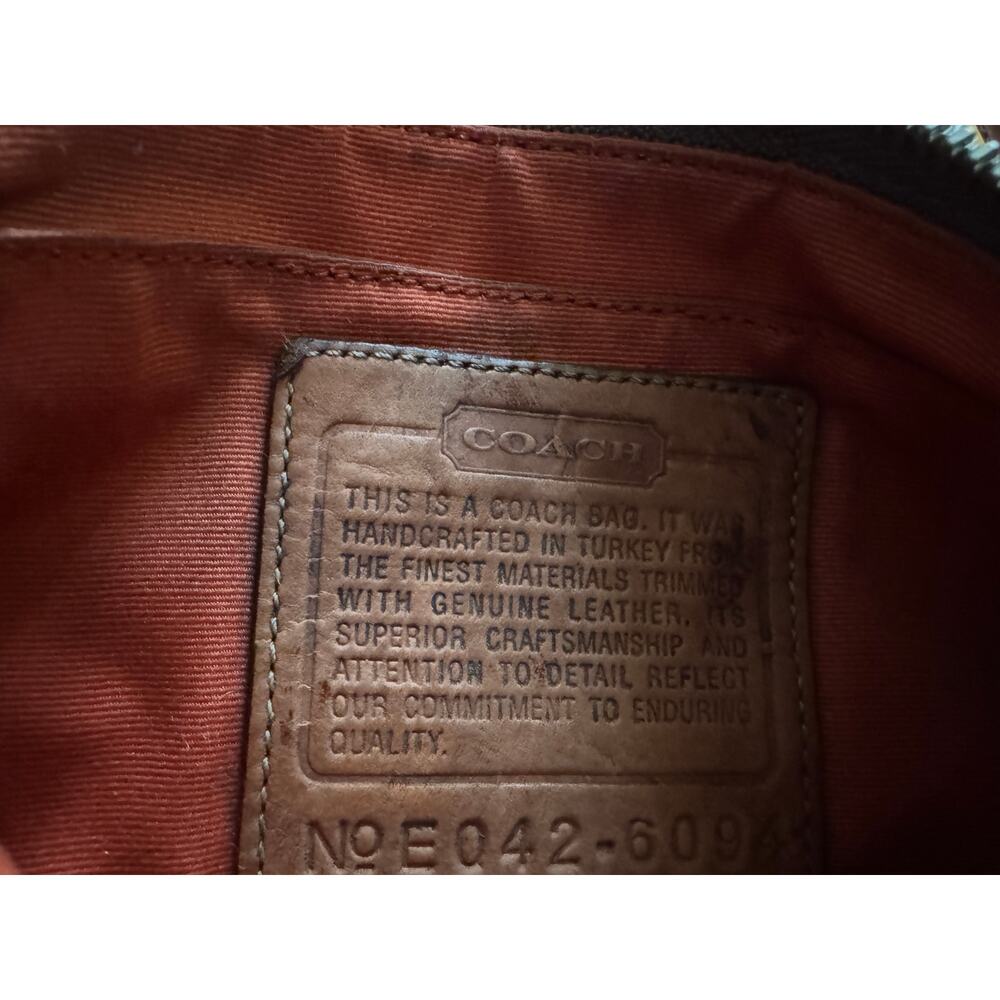 COACH
THIS IS A COACH BAG. IT WAS
HANDCRAFTED IN TURKEY FROM
THE FINEST MATERIALS TRIMMED
WITH GENUINE LEATHER. ITS
SUPERIOR CRAFTSMANSHIP AND
ATTENTION TO DETAIL REFLECT
OUR COMMITMENT TO ENDURING
QUALITY.
Nº E042-6094